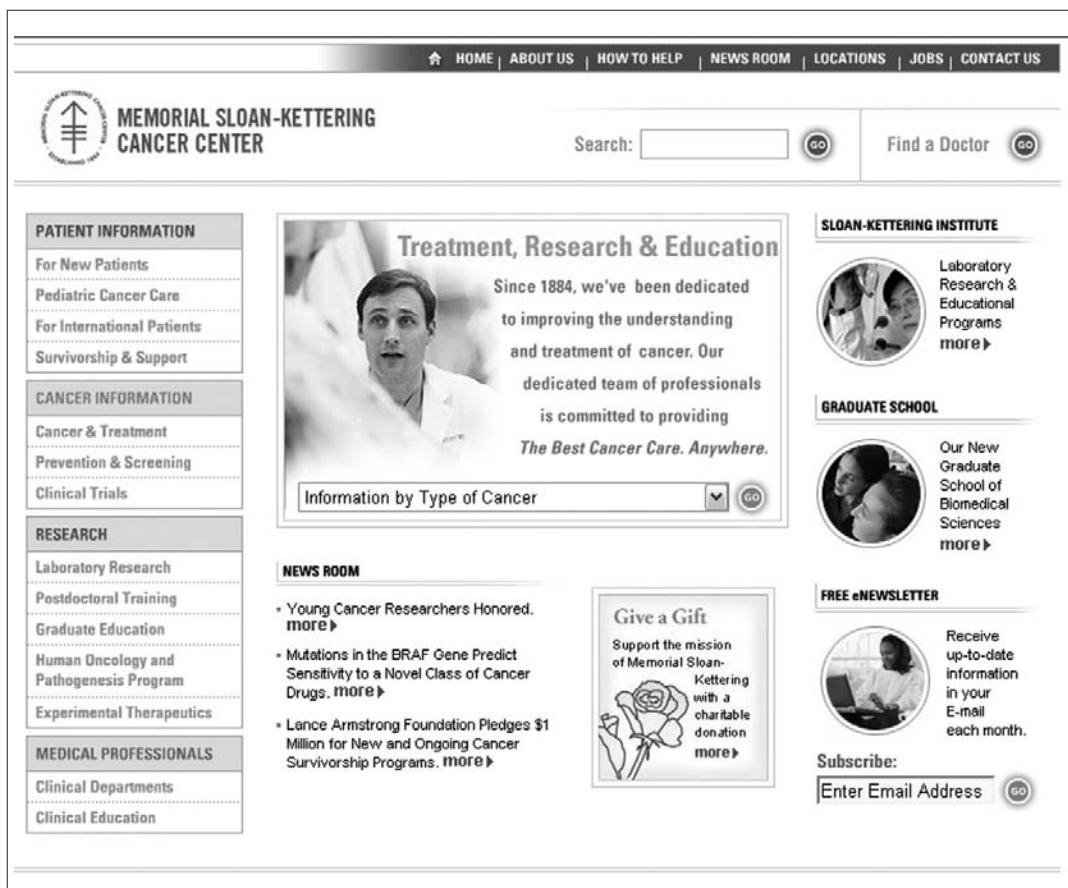 HOME | ABOUT US | HOW TO HELP | NEWS ROOM | LOCATIONS | JOBS | CONTACT US
MEMORIAL SLOAN-KETTERING
CANCER CENTER
MEMORIAL SLOAN-KETTERING CANCER CENTER
ESTABLISHED 1884
Search:
GO
Find a Doctor
GO
PATIENT INFORMATION
For New Patients
Pediatric Cancer Care
For International Patients
Survivorship & Support
CANCER INFORMATION
Cancer & Treatment
Prevention & Screening
Clinical Trials
RESEARCH
Laboratory Research
Postdoctoral Training
Graduate Education
Human Oncology and
Pathogenesis Program
Experimental Therapeutics
MEDICAL PROFESSIONALS
Clinical Departments
Clinical Education
Treatment, Research & Education
Since 1884, we've been dedicated
to improving the understanding
and treatment of cancer. Our
dedicated team of professionals
is committed to providing
The Best Cancer Care. Anywhere.
Information by Type of Cancer
GO
NEWS ROOM
Young Cancer Researchers Honored.
more
Mutations in the BRAF Gene Predict
Sensitivity to a Novel Class of Cancer
Drugs. more
Lance Armstrong Foundation Pledges $1
Million for New and Ongoing Cancer
Survivorship Programs. more
Give a Gift
Support the mission
of Memorial Sloan-
Kettering
with a
charitable
donation
more
SLOAN-KETTERING INSTITUTE
Laboratory
Research &
Educational
Programs
more
GRADUATE SCHOOL
Our New
Graduate
School of
Biomedical
Sciences
more
FREE eNEWSLETTER
Receive
up-to-date
information
in your
E-mail
each month.
Subscribe:
Enter Email Address
GO